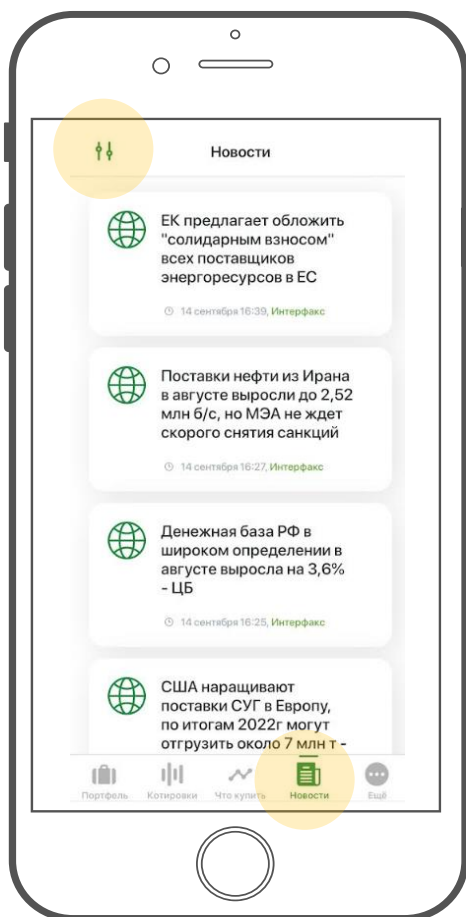 Новости
ЕК предлагает обложить
"солидарным взносом"
всех поставщиков
энергоресурсов в ЕС
14 сентября 16:39, Интерфакс
Поставки нефти из Ирана
в августе выросли до 2,52
млн б/с, но МЭА не ждет
скорого снятия санкций
14 сентября 16:27, Интерфакс
Денежная база РФ в
широком определении в
августе выросла на 3,6%
- ЦБ
14 сентября 16:25, Интерфакс
США наращивают
поставки СУГ в Европу,
по итогам 2022г могут
отгрузить около 7 млн т -
Портфель Котировки Что купить Новости Ещё